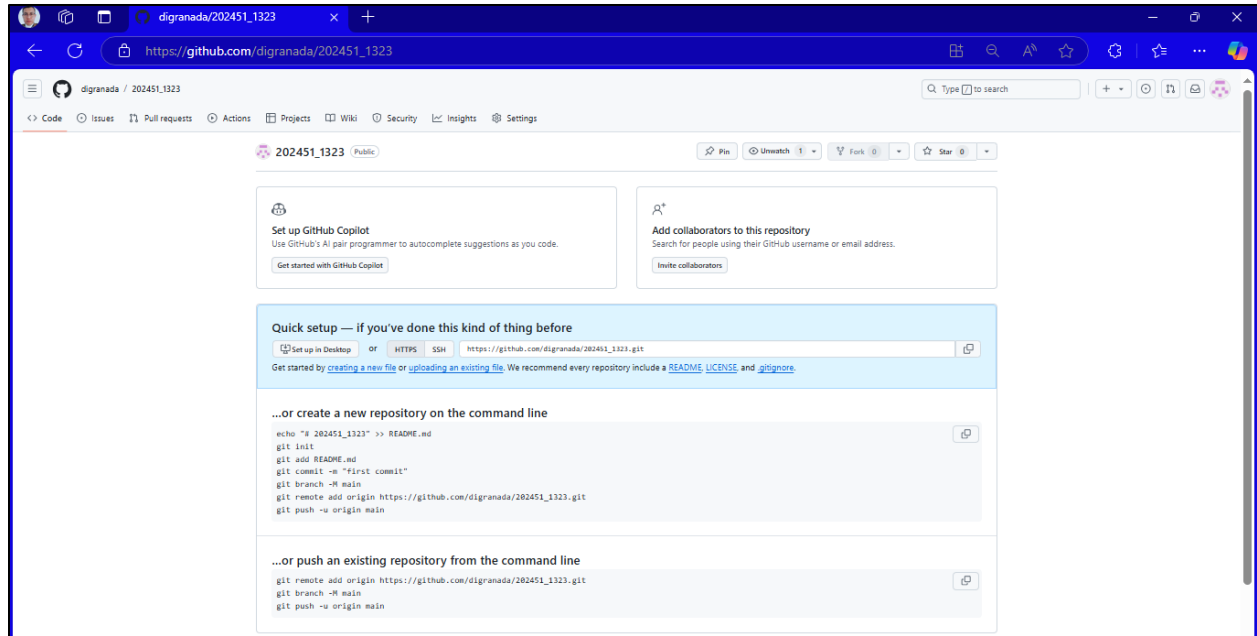 digranada/202451_1323
https://github.com/digranada/202451_1323
digranada / 202451_1323
Type / to search
Code Issues Pull requests Actions Projects Wiki Security Insights Settings
202451_1323 Public
Pin Unwatch 1 Fork 0 Star 0
Set up GitHub Copilot
Use GitHub's AI pair programmer to autocomplete suggestions as you code.
Get started with GitHub Copilot
Add collaborators to this repository
Search for people using their GitHub username or email address.
Invite collaborators
Quick setup — if you've done this kind of thing before
Set up in Desktop or HTTPS SSH https://github.com/digranada/202451_1323.git
Get started by creating a new file or uploading an existing file. We recommend every repository include a README, LICENSE, and .gitignore.
...or create a new repository on the command line
echo "# 202451_1323" >> README.md
git init
git add README.md
git commit -m "first commit"
git branch -M main
git remote add origin https://github.com/digranada/202451_1323.git
git push -u origin main
...or push an existing repository from the command line
git remote add origin https://github.com/digranada/202451_1323.git
git branch -M main
git push -u origin main